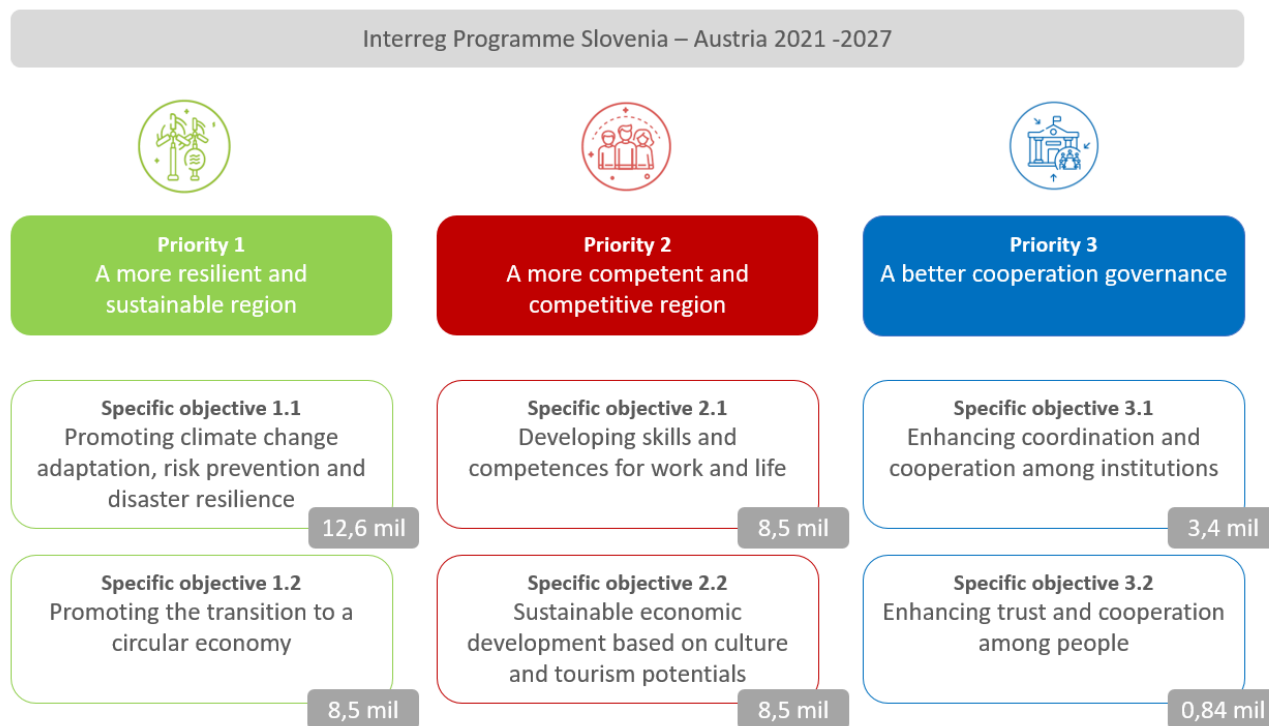 Interreg Programme Slovenia – Austria 2021 -2027
Priority 1
A more resilient and
sustainable region
Priority 2
A more competent and
competitive region
Priority 3
A better cooperation governance
Specific objective 1.1
Promoting climate change
adaptation, risk prevention and
disaster resilience
12,6 mil
Specific objective 2.1
Developing skills and
competences for work and life
8,5 mil
Specific objective 3.1
Enhancing coordination and
cooperation among institutions
3,4 mil
Specific objective 1.2
Promoting the transition to a
circular economy
8,5 mil
Specific objective 2.2
Sustainable economic
development based on culture
and tourism potentials
8,5 mil
Specific objective 3.2
Enhancing trust and cooperation
among people
0,84 mil